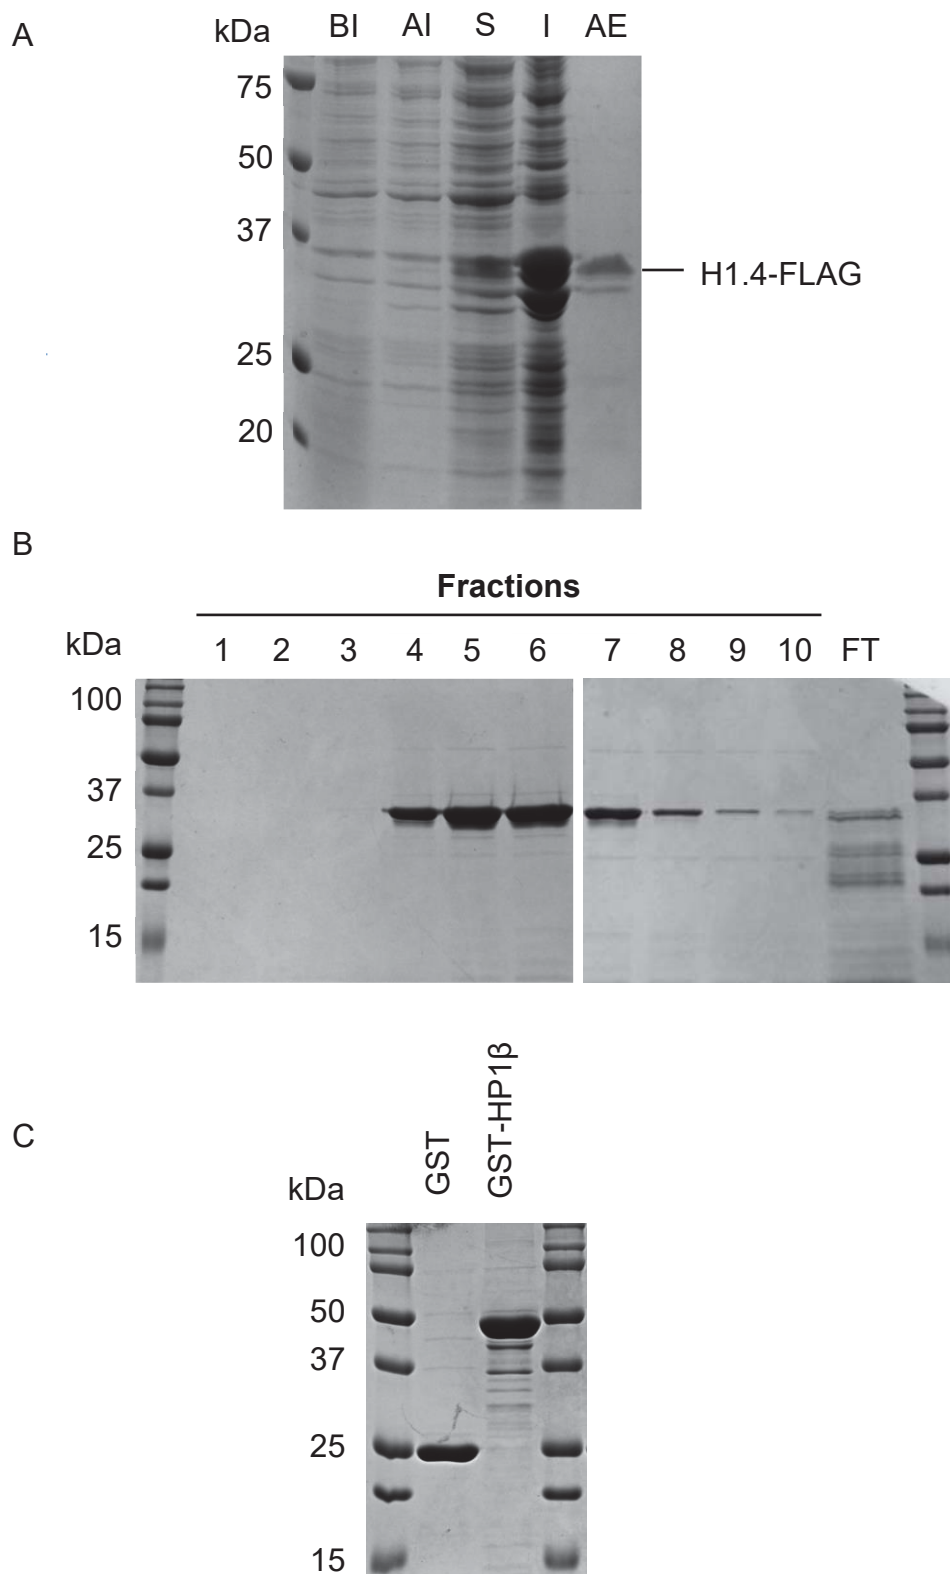 A
kDa BI AI S I AE
75
50
37
25
20
H1.4-FLAG
B
Fractions
kDa 1 2 3 4 5 6 7 8 9 10 FT
100
37
25
15
C
GST GST-HP1β
kDa
100
50
37
25
15